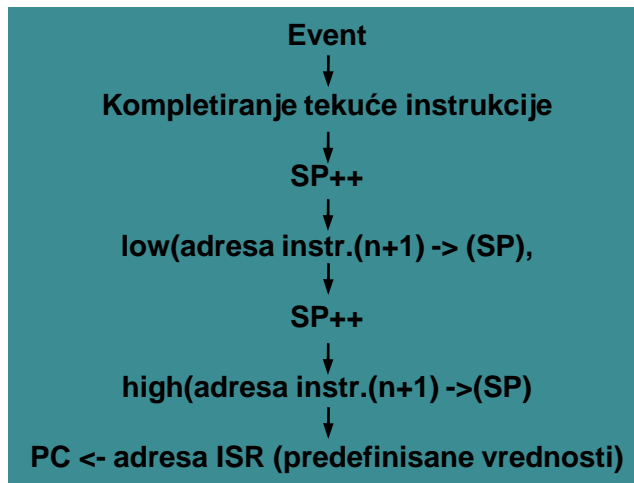 Event
Kompletiranje tekuće instrukcije
SP++
low(adresa instr.(n+1) -> (SP),
SP++
high(adresa instr.(n+1) ->(SP)
PC <- adresa ISR (predefinisane vrednosti)